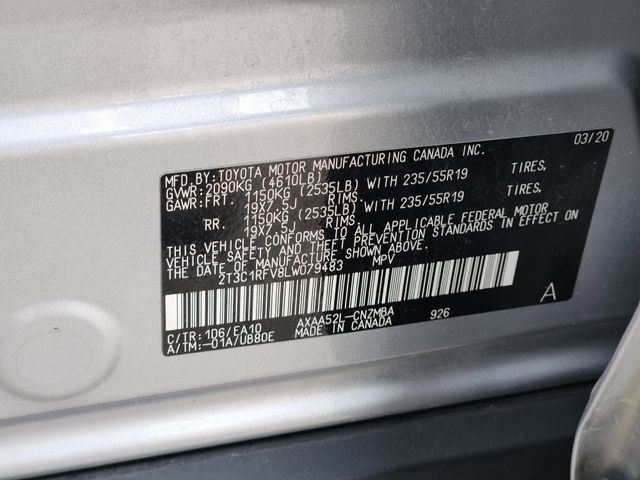 MFD.BY:TOYOTA MOTOR MANUFACTURING CANADA INC. 03/20
GVWR:2090KG (4610LB)
GAWR:FRT. 1150KG (2535LB) WITH 235/55R19 TIRES.
19X7.5J RIMS.
RR. 1150KG (2535LB) WITH 235/55R19 TIRES.
19X7.5J RIMS.
THIS VEHICLE CONFORMS TO ALL APPLICABLE FEDERAL MOTOR
VEHICLE SAFETY AND THEFT PREVENTION STANDARDS IN EFFECT ON
THE DATE OF MANUFACTURE SHOWN ABOVE.
2T3C1RFV8LW079483 MPV
A
C/TR:1D6/EA10 AXAA52L-CNZMBA 926
A/TM:-01A/UB80E MADE IN CANADA